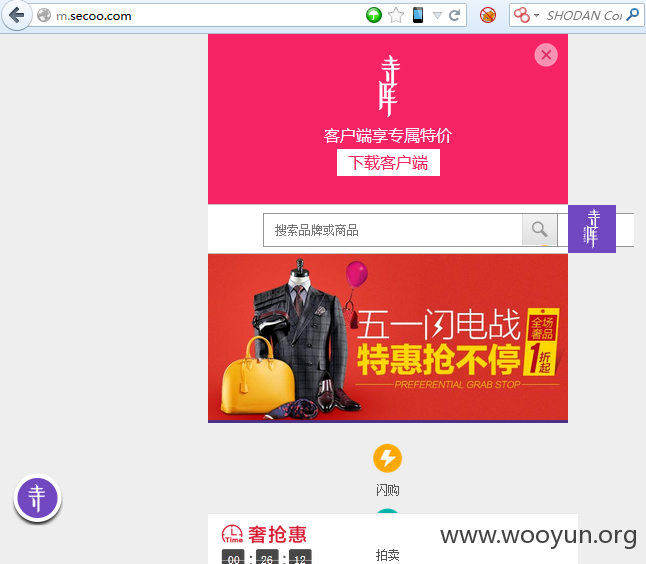 m.secoo.com
SHODAN Con
寺库
客户端享专属特价
下载客户端
搜索品牌或商品
寺库
五一闪电战
特惠抢不停
全场
奢品
1折起
PREFERENTIAL GRAB STOP
闪购
寺
Time
奢抢惠
00 : 26 : 12
拍卖
www.wooyun.org